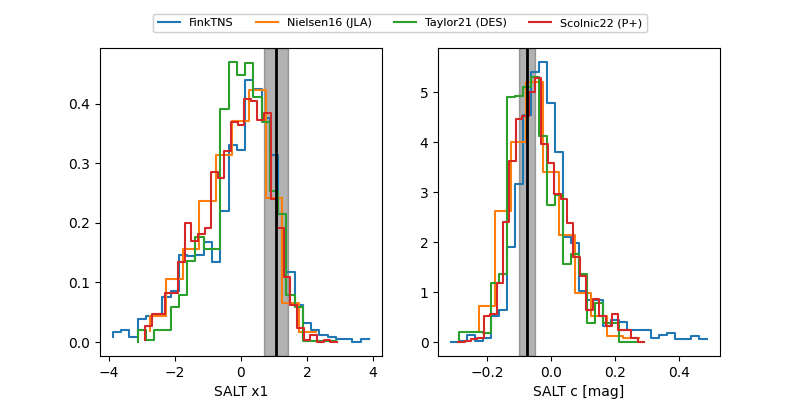 FinkTNS Nielsen16 (JLA) Taylor21 (DES) Scolnic22 (P+)
0.4
0.3
0.2
0.1
0.0
−4 −2 0 2 4
SALT x1
5
4
3
2
1
0
−0.2 0.0 0.2 0.4
SALT c [mag]